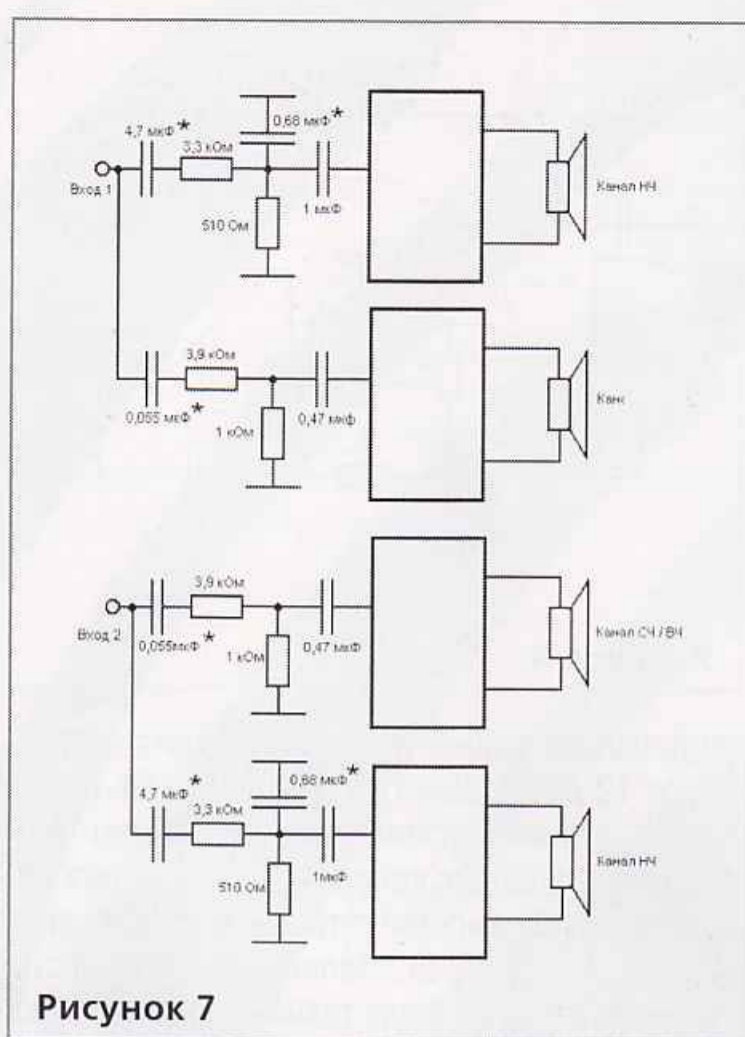 0,68 мкФ*
4,7 мкФ*
3,3 кОм
Вход 1
1 мкФ
510 Ом
Канал НЧ
3,9 кОм
0,055 мкФ*
0,47 мкФ
1 кОм
Кан
3,9 кОм
Вход 2
0,055мкФ*
0,47 мкФ
1 кОм
Канал СЧ / ВЧ
0,68 мкФ*
4,7 мкФ*
3,3 кОм
1мкФ
510 Ом
Канал НЧ
Рисунок 7